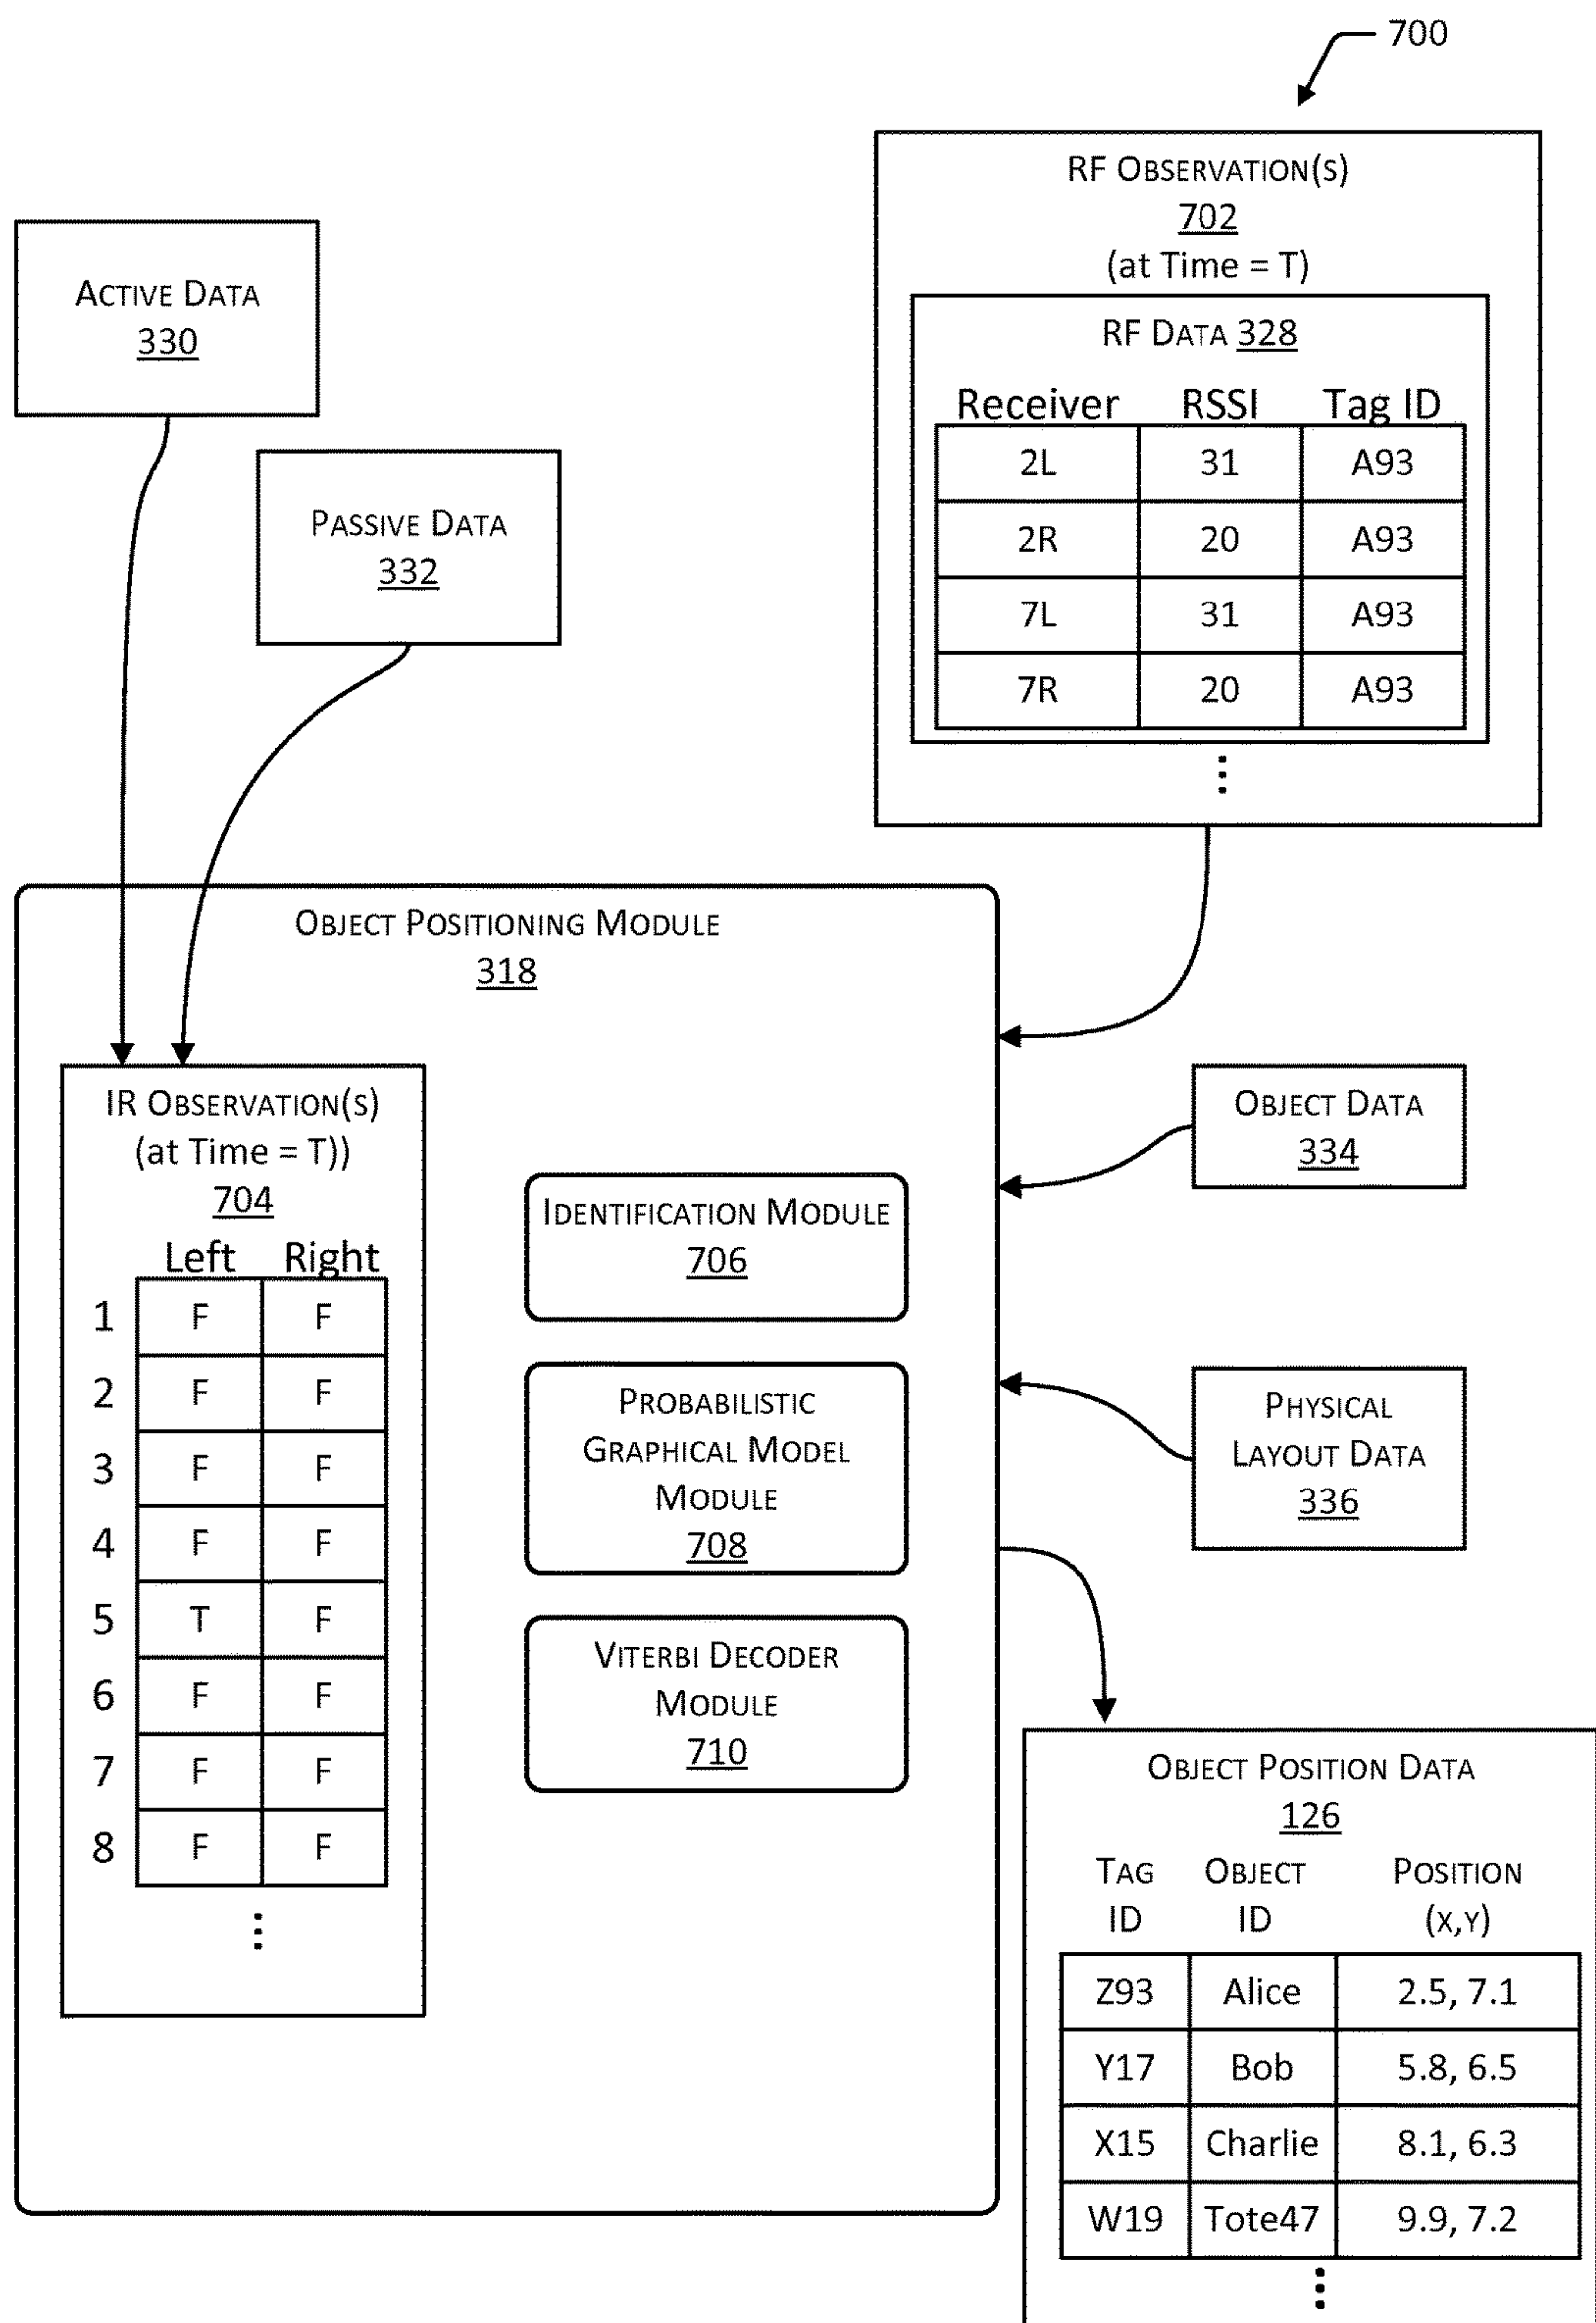 700
RF Observation(s)
702
(at Time = T)
RF Data 328
Receiver RSSI Tag ID
2L 31 A93
2R 20 A93
7L 31 A93
7R 20 A93
⋮
Active Data
330
Passive Data
332
Object Positioning Module
318
IR Observation(s)
(at Time = T))
704
Left Right
1 F F
2 F F
3 F F
4 F F
5 T F
6 F F
7 F F
8 F F
⋮
Identification Module
706
Probabilistic
Graphical Model
Module
708
Viterbi Decoder
Module
710
Object Data
334
Physical
Layout Data
336
Object Position Data
126
Tag Object Position
ID ID (x,y)
Z93 Alice 2.5, 7.1
Y17 Bob 5.8, 6.5
X15 Charlie 8.1, 6.3
W19 Tote47 9.9, 7.2
⋮